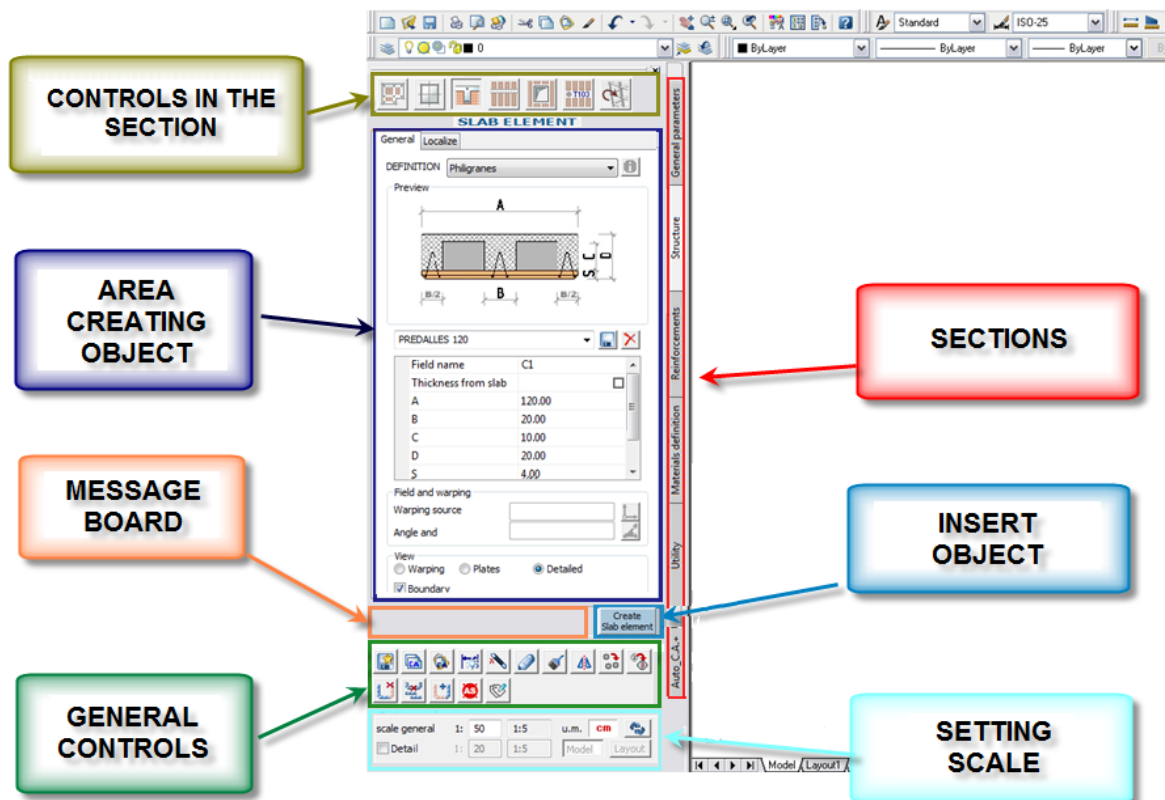 Standard
ISO-25
0
ByLayer
ByLayer
ByLayer
CONTROLS IN THE
SECTION
SLAB ELEMENT
General Localize
DEFINITION Philigranes
Preview
A
S C D
B/2 B B/2
PREDALLES 120
Field name C1
Thickness from slab
A 120.00
B 20.00
C 10.00
D 20.00
S 4.00
Field and warping
Warping source
Angle and
View
Warping Plates Detailed
Boundary
Create
Slab element
scale general 1: 50 1:5 u.m. cm
Detail 1: 20 1:5 Model Layout
General parameters
Structure
Reinforcements
Materials definition
Utility
Auto_C.A.+
Model Layout1
AREA
CREATING
OBJECT
MESSAGE
BOARD
GENERAL
CONTROLS
SECTIONS
INSERT
OBJECT
SETTING
SCALE